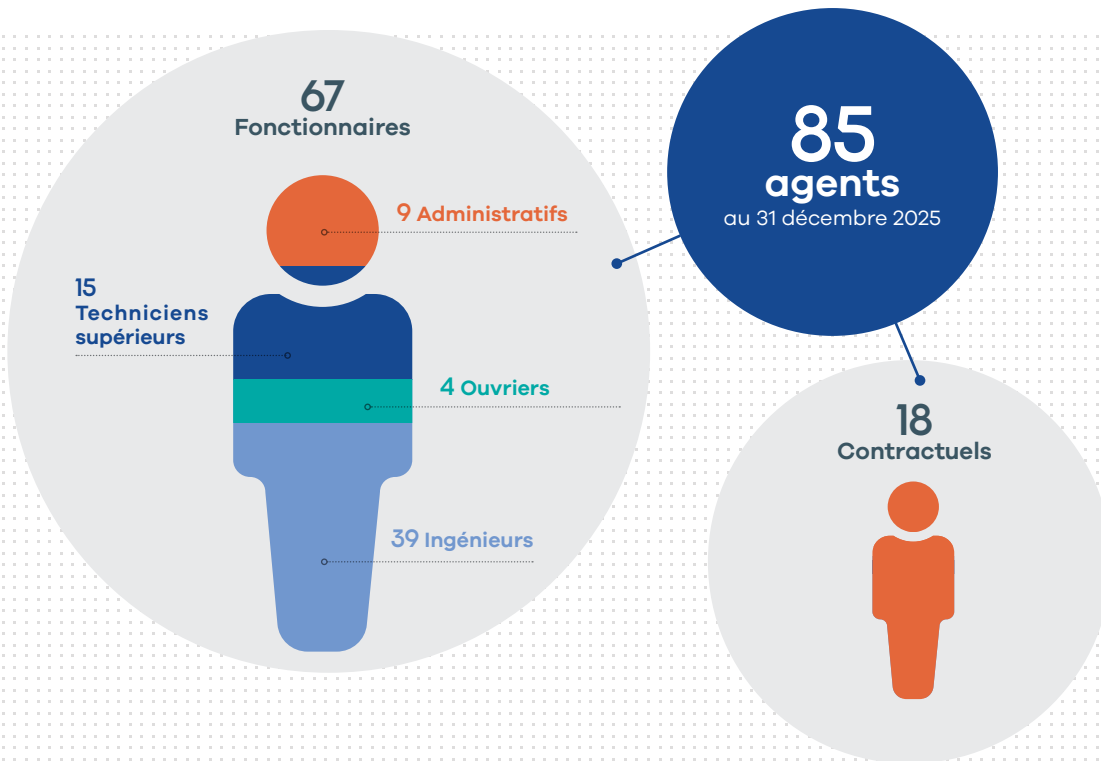 67
Fonctionnaires
9 Administratifs
15
Techniciens
supérieurs
4 Ouvriers
39 Ingénieurs
85
agents
au 31 décembre 2025
18
Contractuels